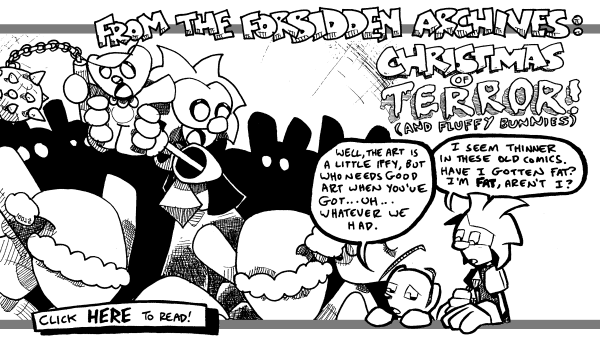 FROM THE FORBIDDEN ARCHIVES:
CHRISTMAS
OF
TERROR!
(AND FLUFFY BUNNIES)
WELL, THE ART IS
A LITTLE IFFY, BUT
WHO NEEDS GOOD
ART WHEN YOU'VE
GOT...UH...
WHATEVER WE
HAD.
I SEEM THINNER
IN THESE OLD COMICS.
HAVE I GOTTEN FAT?
I'M FAT, AREN'T I?
CLICK HERE TO READ!